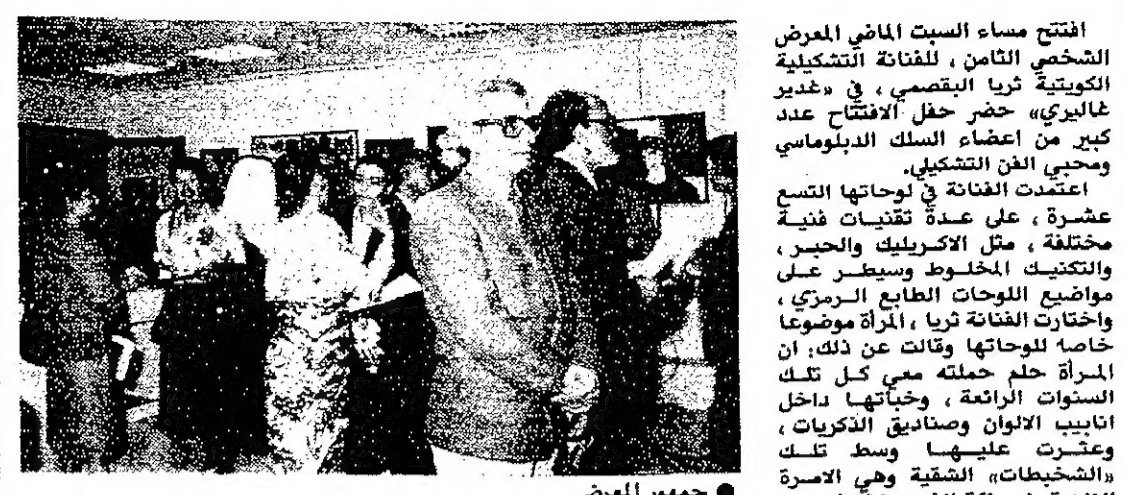 افتتح مساء السبت الماضي المعرض
الشخصي الثامن ، للفنانة التشكيلية
الكويتية ثريا البقصمي ، في «غدير
غاليري» حضر حفل الافتتاح عدد
كبير من اعضاء السلك الدبلوماسي
ومحبي الفن التشكيلي.
اعتمدت الفنانة في لوحاتها التسع
عشرة ، على عدة تقنيات فنية
مختلفة ، مثل الاكريليك والحبر ،
والتكنيك المخلوط وسيطر على
مواضيع اللوحات الطابع الرمزي ،
واختارت الفنانة ثريا ، المرأة موضوعا
خاصا للوحاتها وقالت عن ذلك: ان
المرأة حلم حملته معي كل تلك
السنوات الرائعة ، وخبأتها داخل
انابيب الالوان وصناديق الذكريات ،
وعثرت عليها وسط تلك
«الشخبطات» الشقية وهي الاميرة
● جمهور المعرض